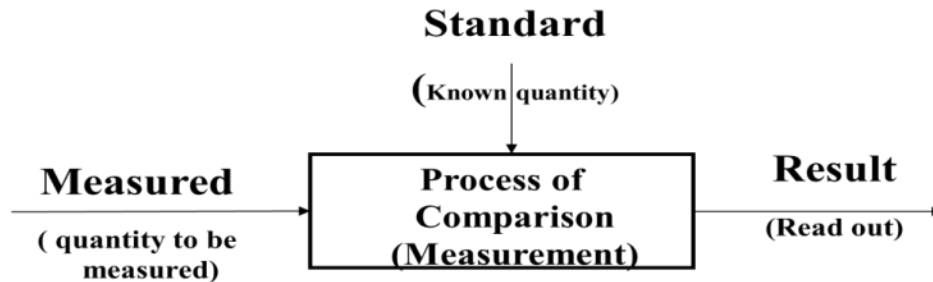 Standard
(Known quantity)
Measured
( quantity to be
measured)
Process of
Comparison
(Measurement)
Result
(Read out)